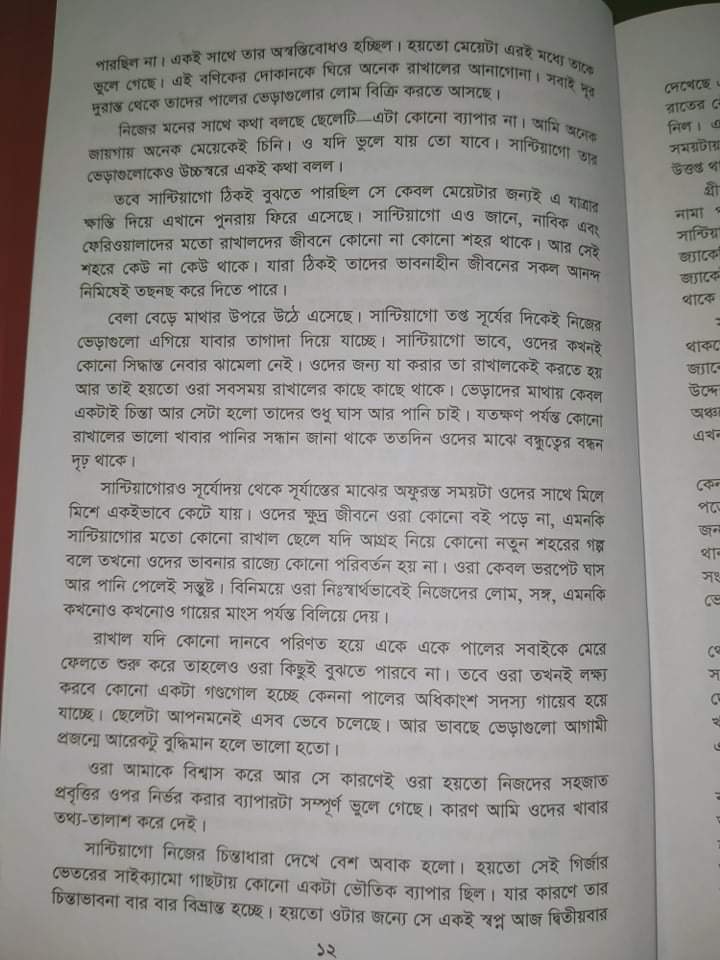 পারছিল না। একই সাথে তার অস্বস্তিবোধও হচ্ছিল। হয়তো মেয়েটা এরই মধ্যে তাকে
ভুলে গেছে। এই বণিকের দোকানকে ঘিরে অনেক রাখালের আনাগোনা। সবাই দূর
দূরান্ত থেকে তাদের পালের ভেড়াগুলোর লোম বিক্রি করতে আসছে।
নিজের মনের সাথে কথা বলছে ছেলেটি—এটা কোনো ব্যাপার না। আমি অনেক
জায়গায় অনেক মেয়েকেই চিনি। ও যদি ভুলে যায় তো যাবে। সান্টিয়াগো তার
ভেড়াগুলোকেও উচ্চস্বরে একই কথা বলল।
তবে সান্টিয়াগো ঠিকই বুঝতে পারছিল সে কেবল মেয়েটার জন্যই এ যাত্রার
ক্ষান্তি দিয়ে এখানে পুনরায় ফিরে এসেছে। সান্টিয়াগো এও জানে, নাবিক এবং
ফেরিওয়ালাদের মতো রাখালদের জীবনে কোনো না কোনো শহর থাকে। আর সেই
শহরে কেউ না কেউ থাকে। যারা ঠিকই তাদের ভাবনাহীন জীবনের সকল আনন্দ
নিমিষেই তছনছ করে দিতে পারে।
বেলা বেড়ে মাথার উপরে উঠে এসেছে। সান্টিয়াগো তপ্ত সূর্যের দিকেই নিজের
ভেড়াগুলো এগিয়ে যাবার তাগাদা দিয়ে যাচ্ছে। সান্টিয়াগো ভাবে, ওদের কখনই
কোনো সিদ্ধান্ত নেবার ঝামেলা নেই। ওদের জন্য যা করার তা রাখালকেই করতে হয়
আর তাই হয়তো ওরা সবসময় রাখালের কাছে কাছে থাকে। ভেড়াদের মাথায় কেবল
একটাই চিন্তা আর সেটা হলো তাদের শুধু ঘাস আর পানি চাই। যতক্ষণ পর্যন্ত কোনো
রাখালের ভালো খাবার পানির সন্ধান জানা থাকে ততদিন ওদের মাঝে বন্ধুত্বের বন্ধন
দৃঢ় থাকে।
সান্টিয়াগোরও সূর্যোদয় থেকে সূর্যাস্তের মাঝের অফুরন্ত সময়টা ওদের সাথে মিলে
মিশে একইভাবে কেটে যায়। ওদের ক্ষুদ্র জীবনে ওরা কোনো বই পড়ে না, এমনকি
সান্টিয়াগোর মতো কোনো রাখাল ছেলে যদি আগ্রহ নিয়ে কোনো নতুন শহরের গল্প
বলে তখনো ওদের ভাবনার রাজ্যে কোনো পরিবর্তন হয় না। ওরা কেবল ভরপেট ঘাস
আর পানি পেলেই সন্তুষ্ট। বিনিময়ে ওরা নিঃস্বার্থভাবেই নিজেদের লোম, সঙ্গ, এমনকি
কখনোও কখনোও গায়ের মাংস পর্যন্ত বিলিয়ে দেয়।
রাখাল যদি কোনো দানবে পরিণত হয়ে একে একে পালের সবাইকে মেরে
ফেলতে শুরু করে তাহলেও ওরা কিছুই বুঝতে পারবে না। তবে ওরা তখনই লক্ষ্য
করবে কোনো একটা গণ্ডগোল হচ্ছে কেননা পালের অধিকাংশ সদস্য গায়েব হয়ে
যাচ্ছে। ছেলেটা আপনমনেই এসব ভেবে চলেছে। আর ভাবছে ভেড়াগুলো আগামী
প্রজন্মে আরেকটু বুদ্ধিমান হলে ভালো হতো।
ওরা আমাকে বিশ্বাস করে আর সে কারণেই ওরা হয়তো নিজদের সহজাত
প্রবৃত্তির ওপর নির্ভর করার ব্যাপারটা সম্পূর্ণ ভুলে গেছে। কারণ আমি ওদের খাবার
তথ্য-তালাশ করে দেই।
সান্টিয়াগো নিজের চিন্তাধারা দেখে বেশ অবাক হলো। হয়তো সেই গির্জার
ভেতরের সাইক্যামো গাছটায় কোনো একটা ভৌতিক ব্যাপার ছিল। যার কারণে তার
চিন্তাভাবনা বার বার বিভ্রান্ত হচ্ছে। হয়তো ওটার জন্যে সে একই স্বপ্ন আজ দ্বিতীয়বার
১২
দেখেছে
রাতের
নিল।
সময়টায়
উত্তপ্ত
নামা
সান্টিয়
জ্যাকে
জ্যাকে
থাকে
থাকতে
জ্যাকে
উদ্দে
অঞ্চ
এখন
কেন
পড়ে
জন